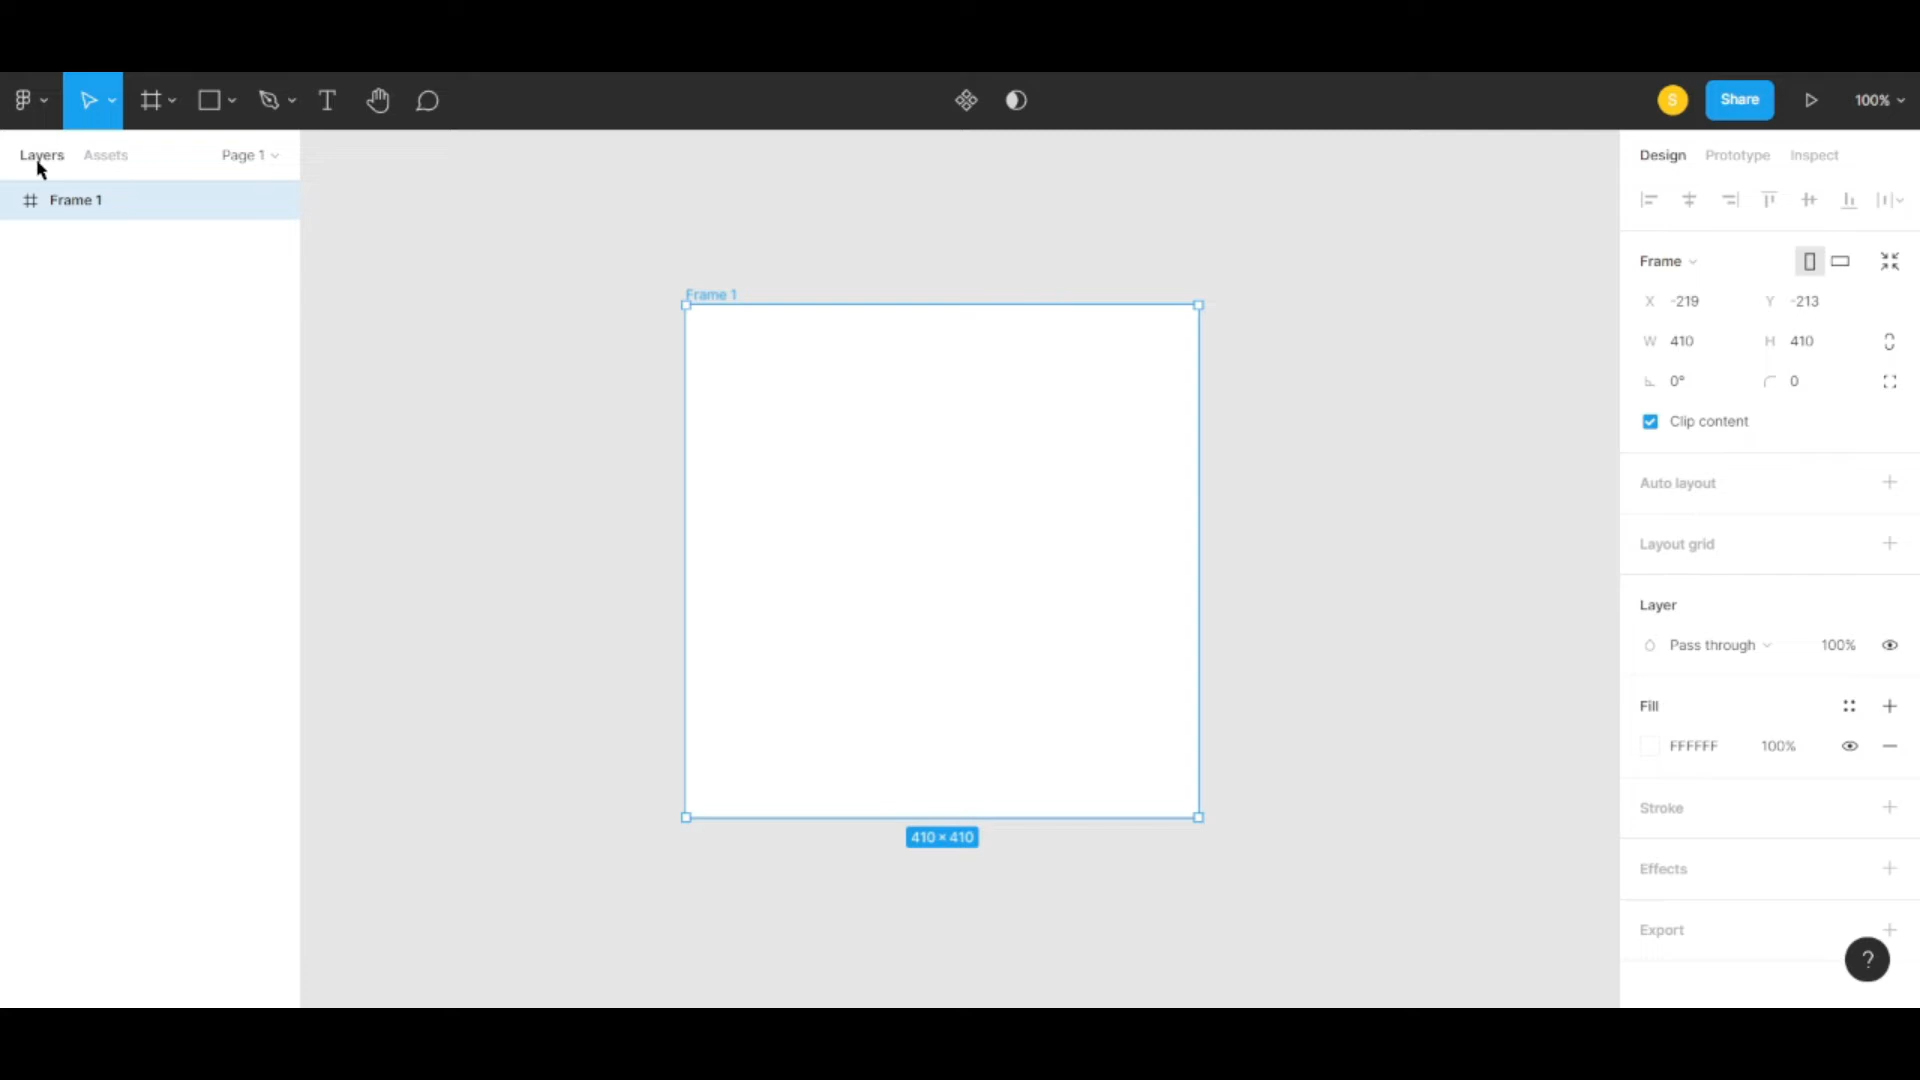 S
Share
100%
Layers
Assets
Page 1
Frame 1
Frame 1
410 × 410
Design
Prototype
Inspect
Frame
X -219
Y -213
W 410
H 410
0°
0
Clip content
Auto layout
Layout grid
Layer
Pass through
100%
Fill
FFFFFF
100%
Stroke
Effects
Export
?